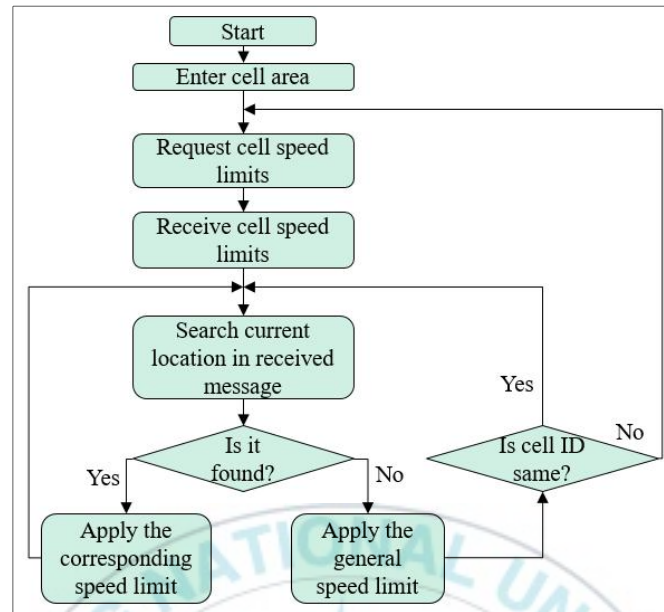 Start
Enter cell area
Request cell speed
limits
Receive cell speed
limits
Search current
location in received
message
Is it
found?
Yes
No
Apply the
corresponding
speed limit
Apply the
general
speed limit
Is cell ID
same?
Yes
No
NATIONAL UN